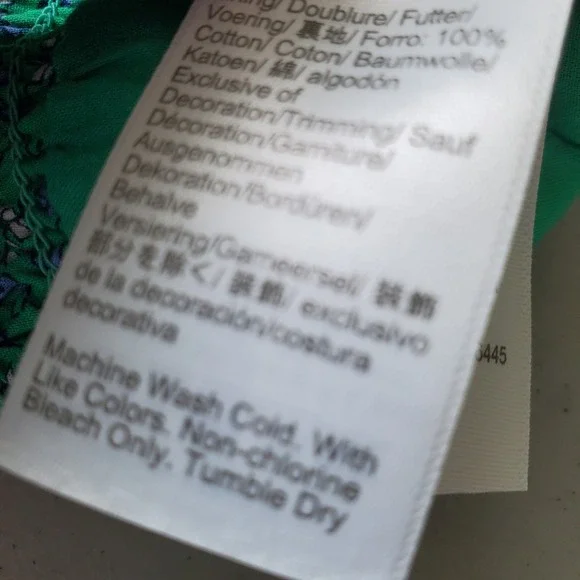 Doublure/ Futter/
Voering/ 裏地/ Forro: 100%
Cotton/ Coton/ Baumwolle/
Katoen/ 綿/ algodón
Exclusive of
Decoration/Trimming/ Sauf
Décoration/Garniture/
Ausgenommen
Dekoration/Bordüren/
Behalve
Versiering/Garneersel/ 装飾
部分を除く/ 装飾/ exclusivo
de la decoración/costura
decorativa
Machine Wash Cold. With
Like Colors. Non-chlorine
Bleach Only. Tumble Dry
5445